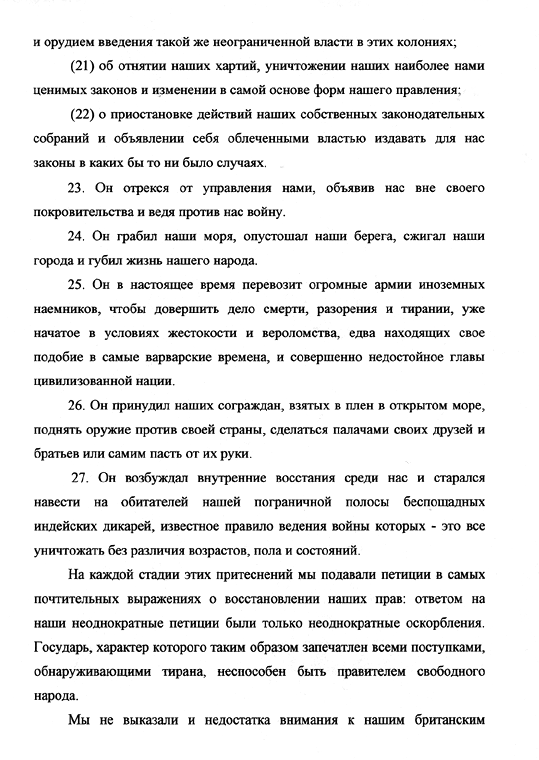 и орудием введения такой же неограниченной власти в этих колониях;
(21) об отнятии наших хартий, уничтожении наших наиболее нами
ценимых законов и изменении в самой основе форм нашего правления;
(22) о приостановке действий наших собственных законодательных
собраний и объявлении себя облеченными властью издавать для нас
законы в каких бы то ни было случаях.
23. Он отрекся от управления нами, объявив нас вне своего
покровительства и ведя против нас войну.
24. Он грабил наши моря, опустошал наши берега, сжигал наши
города и губил жизнь нашего народа.
25. Он в настоящее время перевозит огромные армии иноземных
наемников, чтобы довершить дело смерти, разорения и тирании, уже
начатое в условиях жестокости и вероломства, едва находящих свое
подобие в самые варварские времена, и совершенно недостойное главы
цивилизованной нации.
26. Он принудил наших сограждан, взятых в плен в открытом море,
поднять оружие против своей страны, сделаться палачами своих друзей и
братьев или самим пасть от их руки.
27. Он возбуждал внутренние восстания среди нас и старался
навести на обитателей нашей пограничной полосы беспощадных
индейских дикарей, известное правило ведения войны которых - это все
уничтожать без различия возрастов, пола и состояний.
На каждой стадии этих притеснений мы подавали петиции в самых
почтительных выражениях о восстановлении наших прав: ответом на
наши неоднократные петиции были только неоднократные оскорбления.
Государь, характер которого таким образом запечатлен всеми поступками,
обнаруживающими тирана, неспособен быть правителем свободного
народа.
Мы не выказали и недостатка внимания к нашим британским